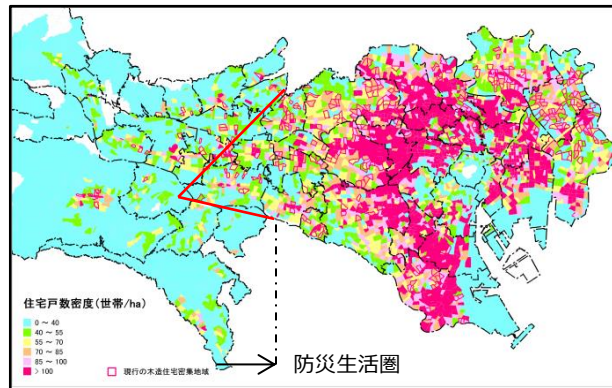 住宅戸数密度(世帯/ha)
0 ～ 40
40 ～ 55
55 ～ 70
70 ～ 85
85 ～ 100
> 100
現行の木造住宅密集地域
防災生活圏